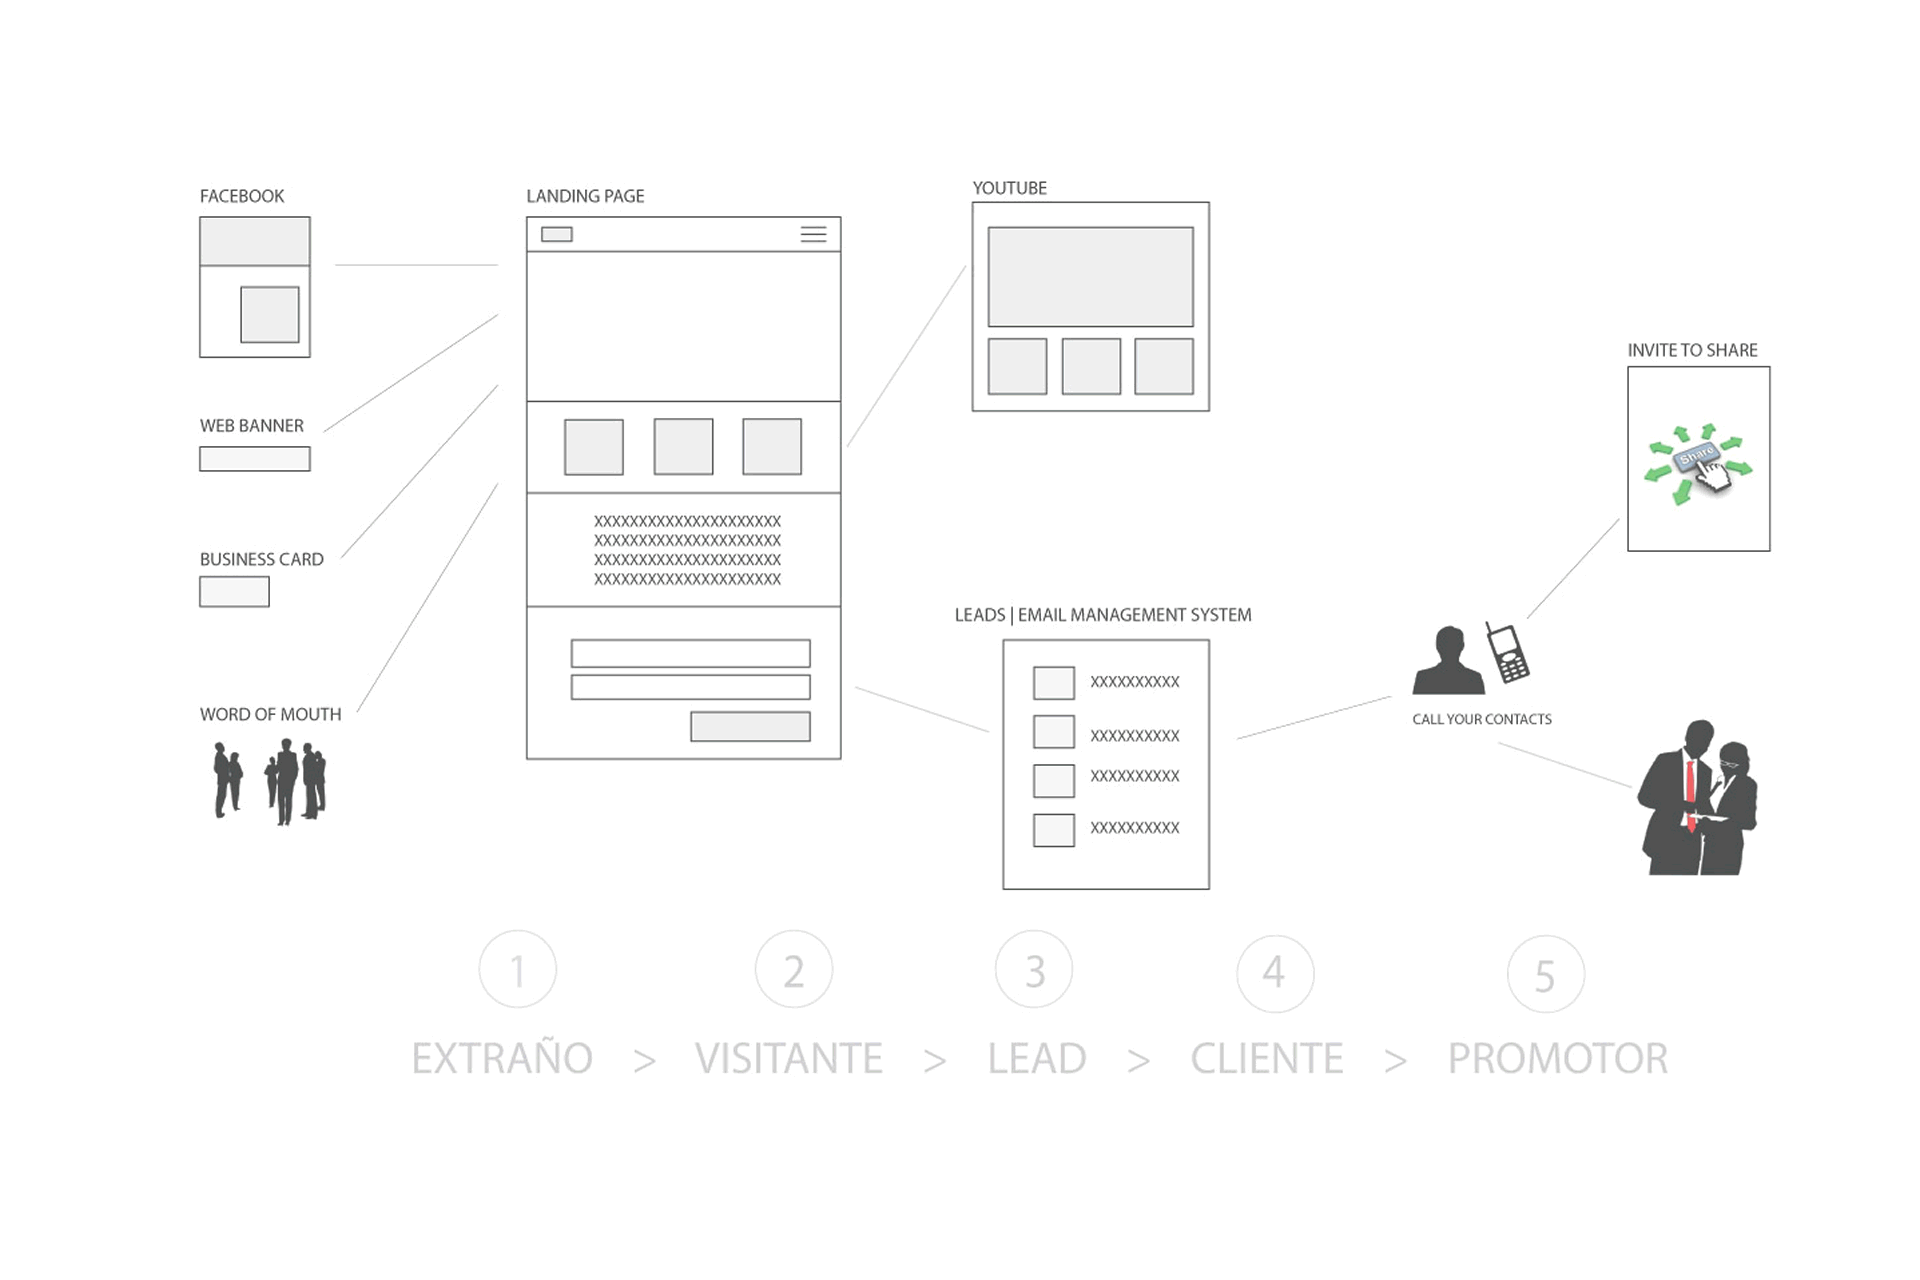 FACEBOOK
WEB BANNER
BUSINESS CARD
WORD OF MOUTH
LANDING PAGE
XXXXXXXXXXXXXXXXXXXXX
XXXXXXXXXXXXXXXXXXXXX
XXXXXXXXXXXXXXXXXXXXX
XXXXXXXXXXXXXXXXXXXXX
YOUTUBE
LEADS | EMAIL MANAGEMENT SYSTEM
XXXXXXXXXX
XXXXXXXXXX
XXXXXXXXXX
XXXXXXXXXX
CALL YOUR CONTACTS
INVITE TO SHARE
Share
1 2 3 4 5
EXTRAÑO > VISITANTE > LEAD > CLIENTE > PROMOTOR